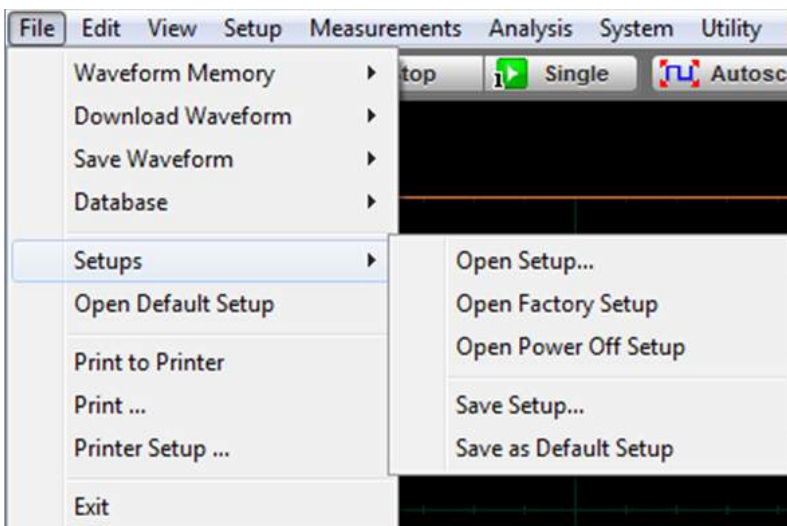 File Edit View Setup Measurements Analysis System Utility
Single
Waveform Memory
Download Waveform
Save Waveform
Database
Setups
Open Default Setup
Print to Printer
Print ...
Printer Setup ...
Exit
Open Setup...
Open Factory Setup
Open Power Off Setup
Save Setup...
Save as Default Setup